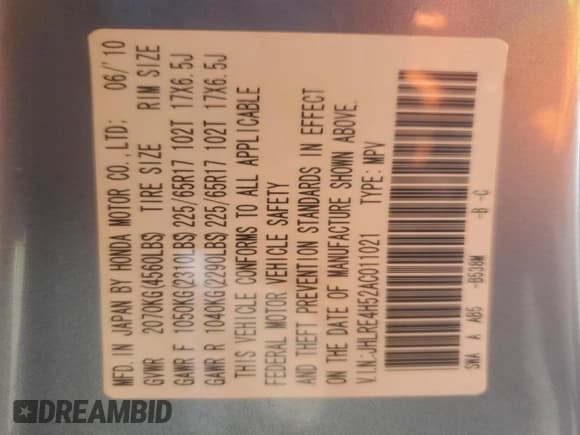 MFD. IN JAPAN BY HONDA MOTOR CO., LTD: 06/'10
GVWR 2070KG(4560LBS) TIRE SIZE RIM SIZE
GAWR F 1050KG(2310LBS) 225/65R17 102T 17X6.5J
GAWR R 1040KG(2290LBS) 225/65R17 102T 17X6.5J
THIS VEHICLE CONFORMS TO ALL APPLICABLE
FEDERAL MOTOR VEHICLE SAFETY
AND THEFT PREVENTION STANDARDS IN EFFECT
ON THE DATE OF MANUFACTURE SHOWN ABOVE.
V.I.N:JHLRE4H52AC011021 TYPE: MPV
SWA A AB5 -B538M -B -C
DREAMBID